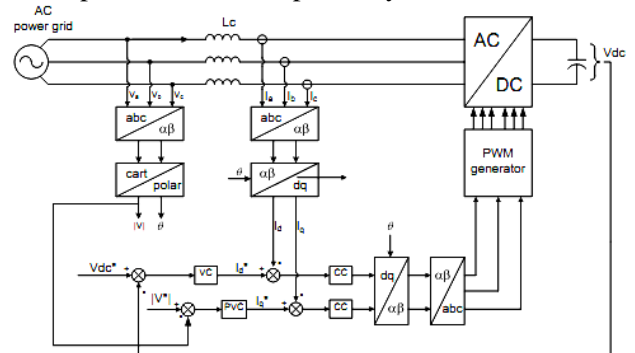 AC
power grid
Lc
AC
DC
Vdc
va
vs
vc
Ia
Ib
Ic
abc
αβ
abc
αβ
PWM
generator
cart
polar
ϑ
αβ
dq
|V|
ϑ
Id
Iq
ϑ
Vdc*
+
VC
Id*
+
CC
dq
αβ
αβ
abc
|V*|
+
PVC
Iq*
+
CC